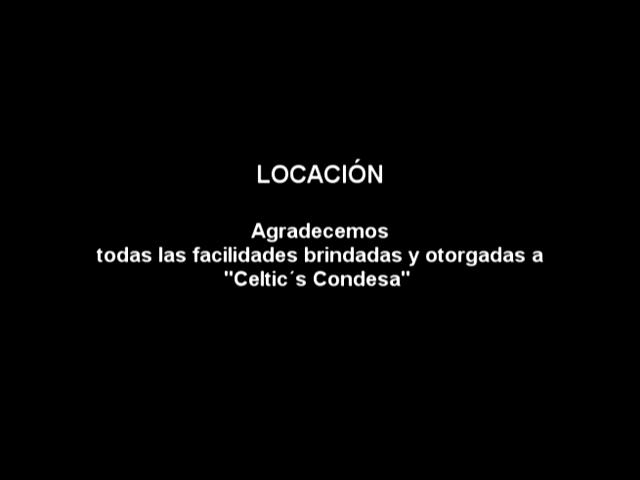 LOCACIÓN
Agradecemos
todas las facilidades brindadas y otorgadas a
"Celtic´s Condesa"